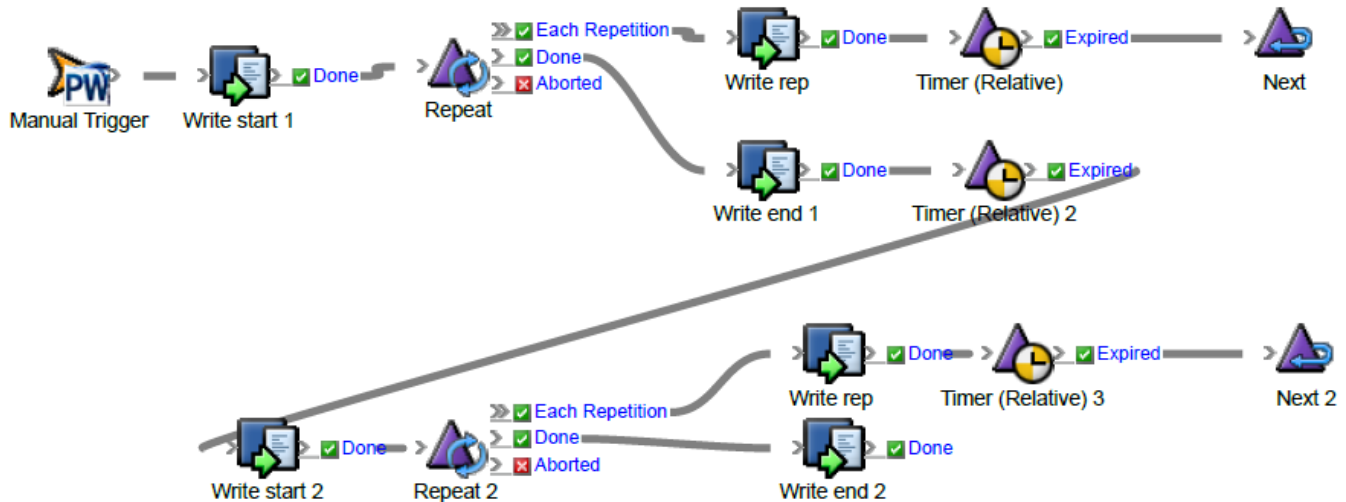 Each Repetition
Done
Aborted
Done
Done
Expired
PW
Manual Trigger
Write start 1
Repeat
Write rep
Timer (Relative)
Next
Done
Expired
Write end 1
Timer (Relative) 2
Done
Expired
Write rep
Timer (Relative) 3
Next 2
Each Repetition
Done
Done
Aborted
Done
Write start 2
Repeat 2
Write end 2